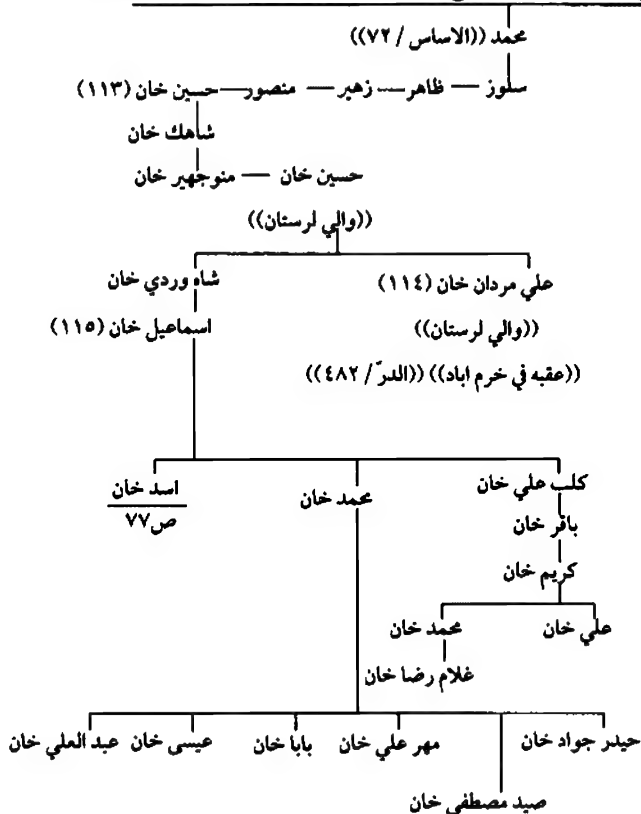 محمد ((الاساس / ٧٢))
سلوز — ظاهر — زهير — منصور — حسين خان (١١٣)
شاهك خان
حسين خان — منوجهير خان
((والي لرستان))
علي مردان خان (١١٤) شاه وردي خان
((والي لرستان)) اسماعيل خان (١١٥)
((عقبه في خرم اباد)) ((الدرّ / ٤٨٢))
كلب علي خان محمد خان اسد خان
باقر خان ص٧٧
كريم خان
علي خان محمد خان
غلام رضا خان
حيدر جواد خان مهر علي خان بابا خان عيسى خان عبد العلي خان
صيد مصطفى خان